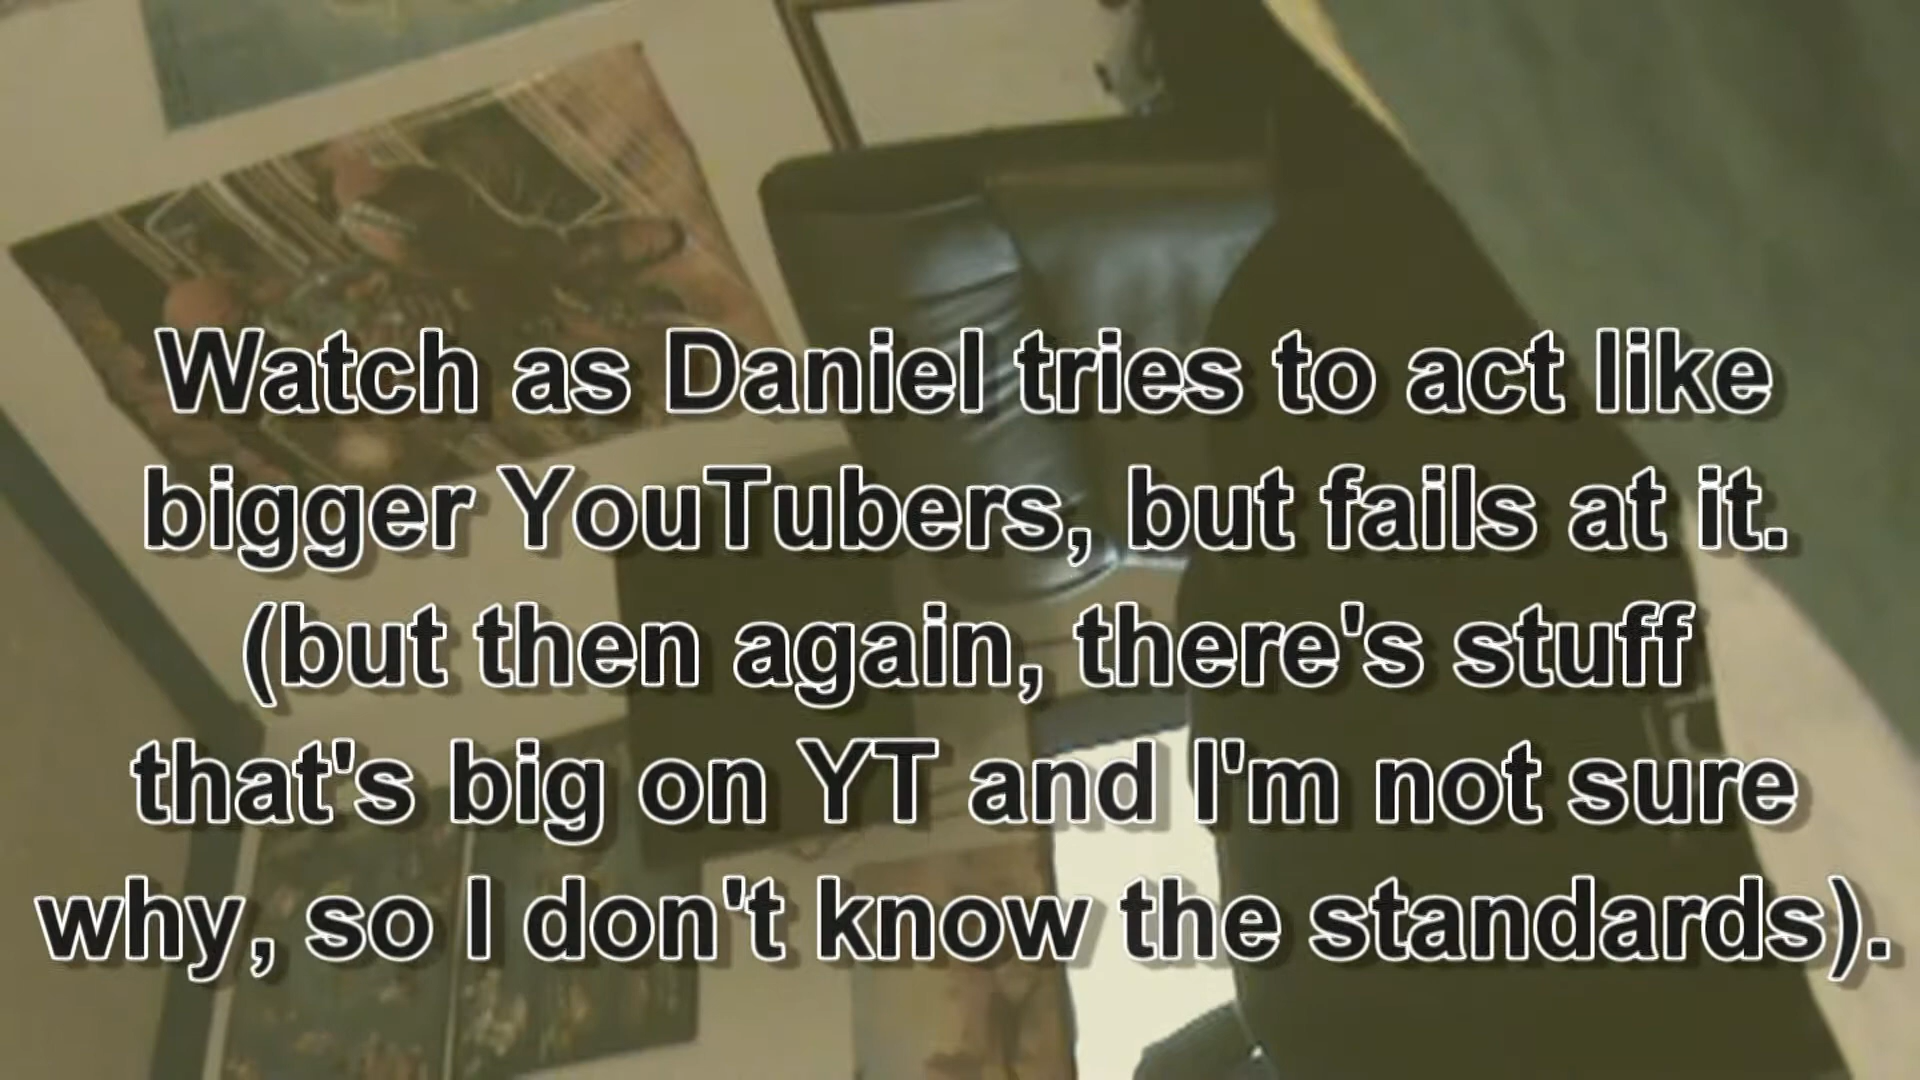 Watch as Daniel tries to act like
bigger YouTubers, but fails at it.
(but then again, there's stuff
that's big on YT and I'm not sure
why, so I don't know the standards).